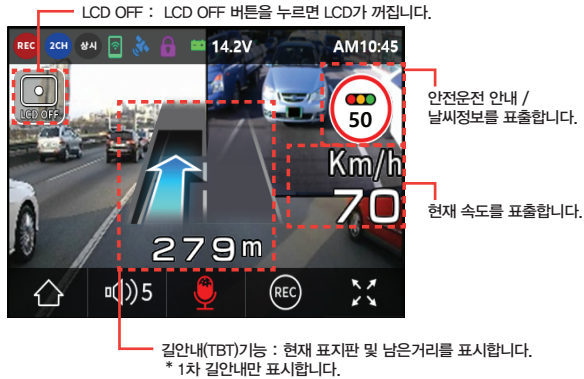 LCD OFF : LCD OFF 버튼을 누르면 LCD가 꺼집니다.
REC 2CH 상시 14.2V AM10:45
LCD OFF
50
안전운전 안내 /
날씨정보를 표출합니다.
Km/h
70
현재 속도를 표출합니다.
279m
5 REC
길안내(TBT)기능 : 현재 표지판 및 남은거리를 표시합니다.
* 1차 길안내만 표시합니다.